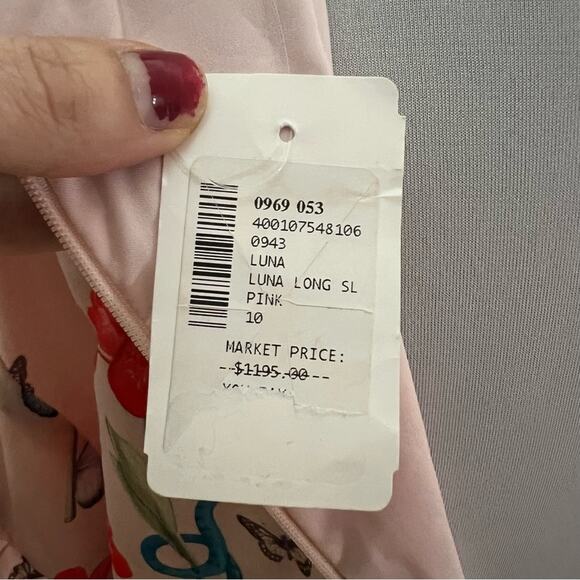 0969 053
400107548106
0943
LUNA
LUNA LONG SL
PINK
10
MARKET PRICE:
--$1195.00--